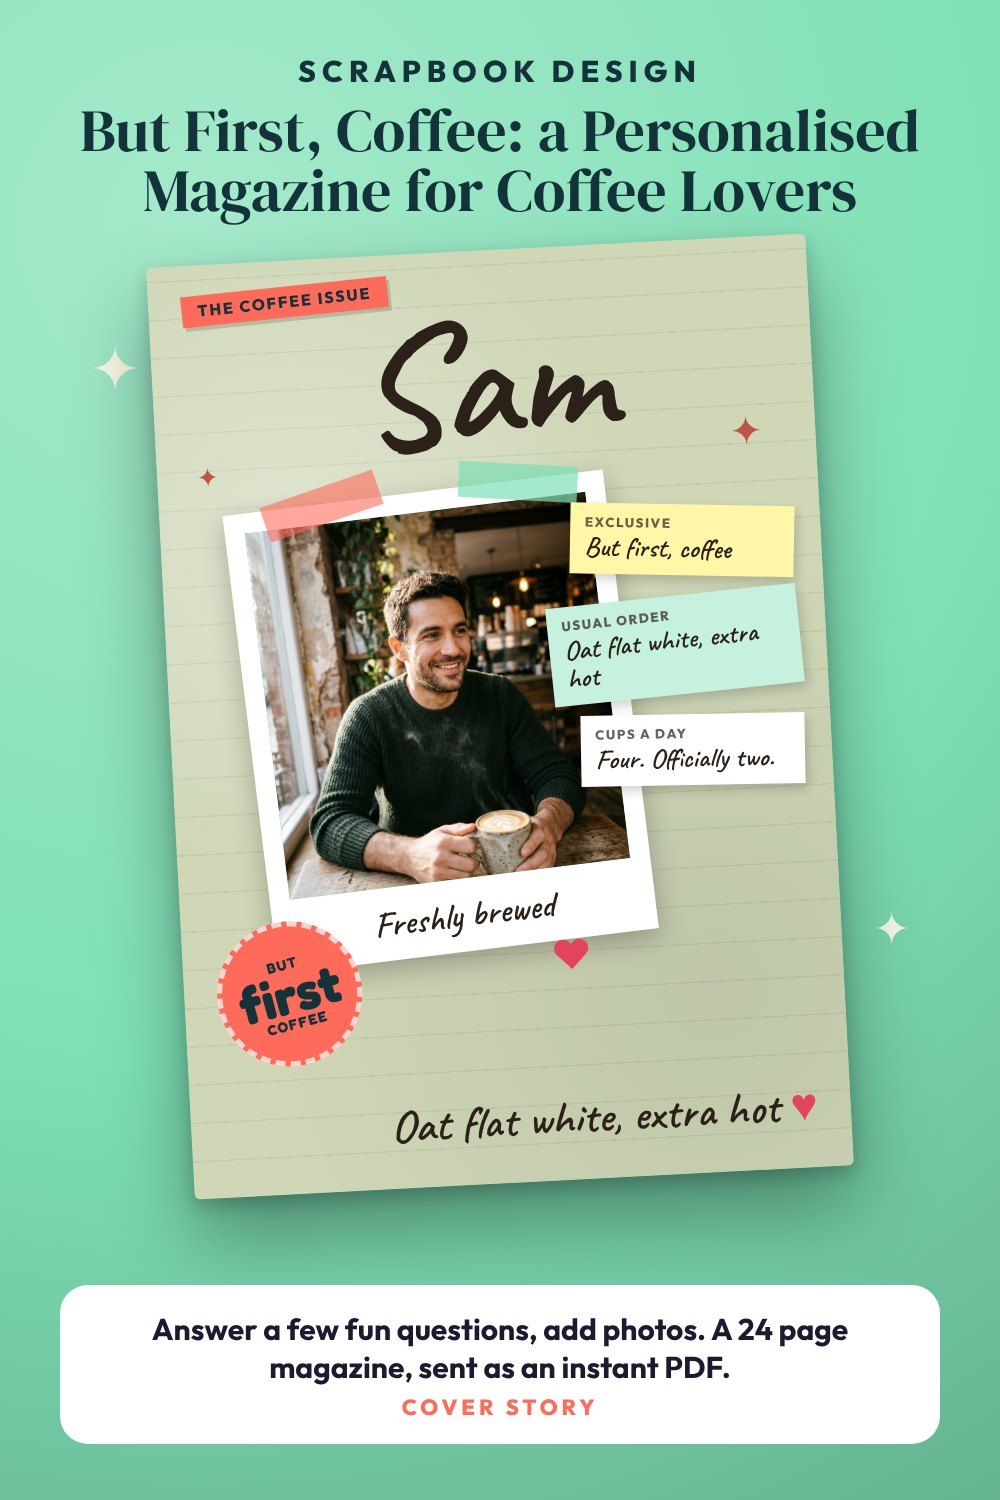 SCRAPBOOK DESIGN
But First, Coffee: a Personalised
Magazine for Coffee Lovers
THE COFFEE ISSUE
Sam
EXCLUSIVE
But first, coffee
USUAL ORDER
Oat flat white, extra
hot
CUPS A DAY
Four. Officially two.
Freshly brewed
BUT
first
COFFEE
Oat flat white, extra hot ♥
Answer a few fun questions, add photos. A 24 page
magazine, sent as an instant PDF.
COVER STORY